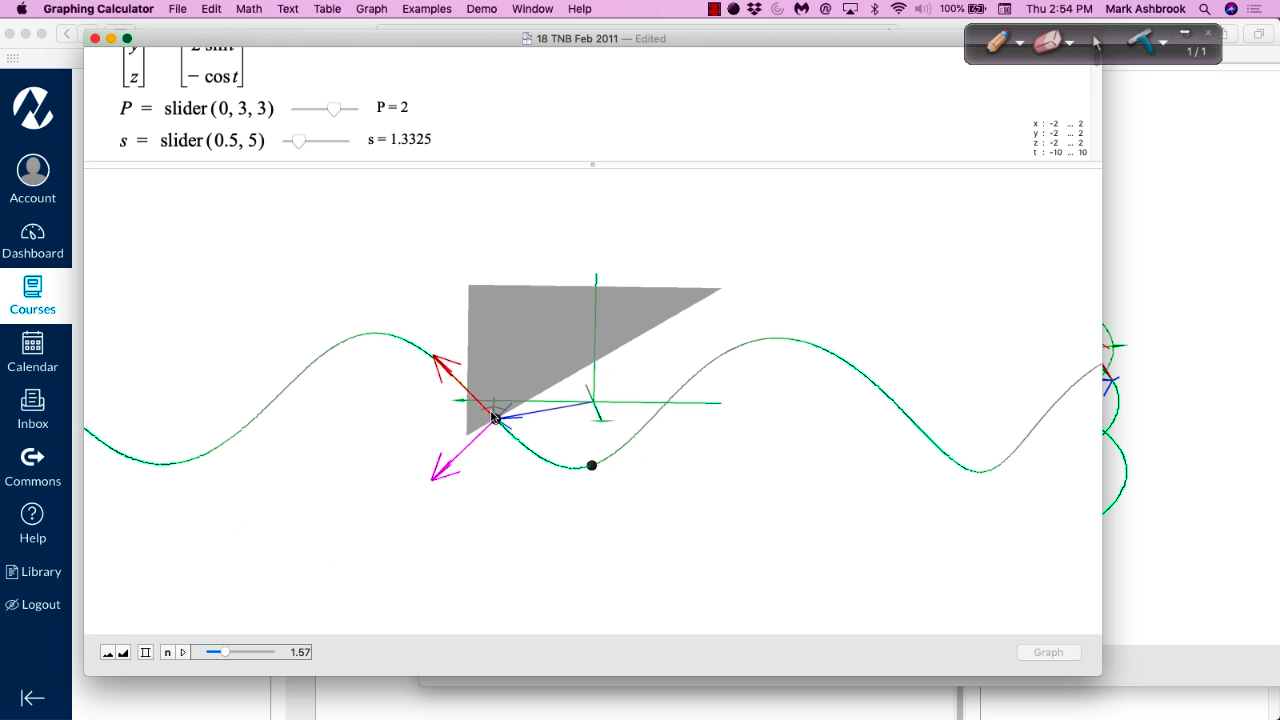 Graphing Calculator File Edit Math Text Table Graph Examples Demo Window Help 100% Thu 2:54 PM Mark Ashbrook
18 TNB Feb 2011 — Edited
1/1
y 2 sin t
z − cos t
P = slider (0, 3, 3) P = 2
s = slider (0.5, 5) s = 1.3325
x : -2 ... 2
y : -2 ... 2
z : -2 ... 2
t : -10 ... 10
Account
Dashboard
Courses
Calendar
Inbox
Commons
Help
Library
Logout
n 1.57
Graph